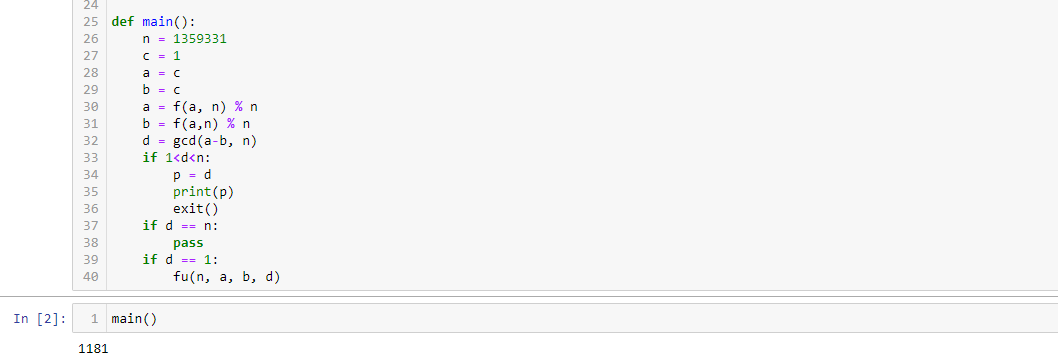 24
25 def main():
26     n = 1359331
27     c = 1
28     a = c
29     b = c
30     a = f(a, n) % n
31     b = f(a,n) % n
32     d = gcd(a-b, n)
33     if 1<d<n:
34         p = d
35         print(p)
36         exit()
37     if d == n:
38         pass
39     if d == 1:
40         fu(n, a, b, d)
In [2]: 1 main()
1181